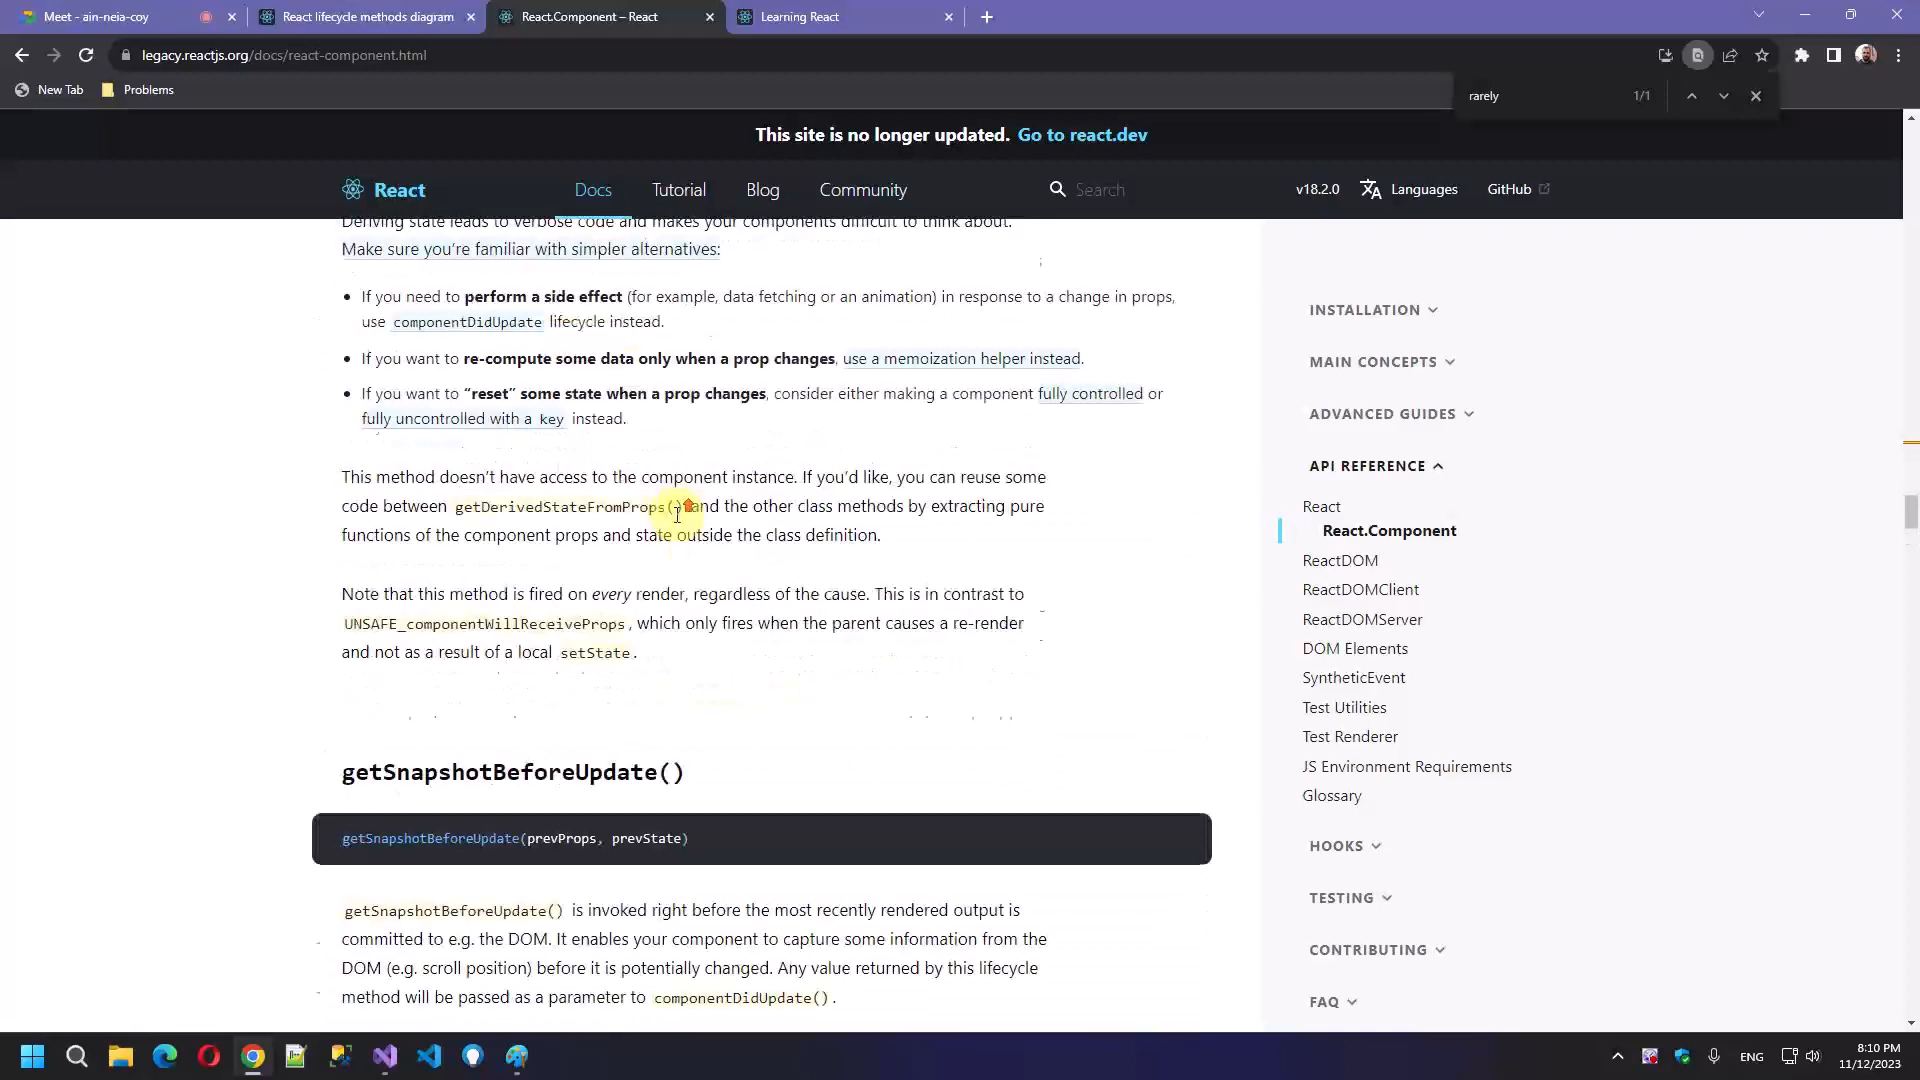 Meet - ain-neia-coy
React lifecycle methods diagram
React.Component – React
Learning React
legacy.reactjs.org/docs/react-component.html
New Tab
Problems
rarely
1/1
This site is no longer updated. Go to react.dev
React
Docs
Tutorial
Blog
Community
Search
v18.2.0
Languages
GitHub
Deriving state leads to verbose code and makes your components difficult to think about.
Make sure you’re familiar with simpler alternatives:
• If you need to perform a side effect (for example, data fetching or an animation) in response to a change in props,
use componentDidUpdate lifecycle instead.
• If you want to re-compute some data only when a prop changes, use a memoization helper instead.
• If you want to “reset” some state when a prop changes, consider either making a component fully controlled or
fully uncontrolled with a key instead.
This method doesn’t have access to the component instance. If you’d like, you can reuse some
code between getDerivedStateFromProps() and the other class methods by extracting pure
functions of the component props and state outside the class definition.
Note that this method is fired on every render, regardless of the cause. This is in contrast to
UNSAFE_componentWillReceiveProps, which only fires when the parent causes a re-render
and not as a result of a local setState.
getSnapshotBeforeUpdate()
getSnapshotBeforeUpdate(prevProps, prevState)
getSnapshotBeforeUpdate() is invoked right before the most recently rendered output is
committed to e.g. the DOM. It enables your component to capture some information from the
DOM (e.g. scroll position) before it is potentially changed. Any value returned by this lifecycle
method will be passed as a parameter to componentDidUpdate().
INSTALLATION
MAIN CONCEPTS
ADVANCED GUIDES
API REFERENCE
React
React.Component
ReactDOM
ReactDOMClient
ReactDOMServer
DOM Elements
SyntheticEvent
Test Utilities
Test Renderer
JS Environment Requirements
Glossary
HOOKS
TESTING
CONTRIBUTING
FAQ
ENG
8:10 PM
11/12/2023